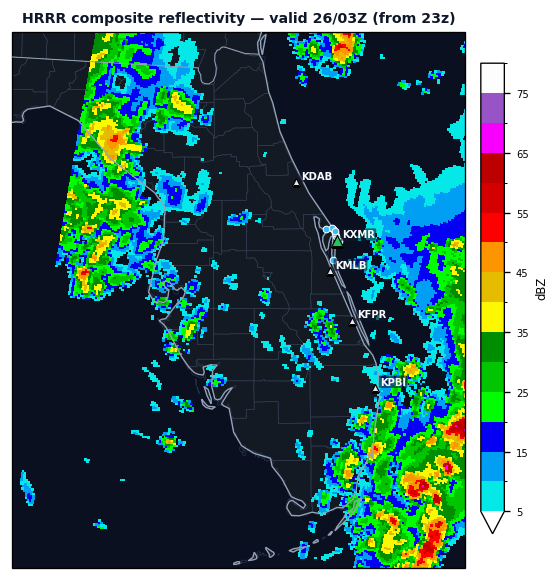 HRRR composite reflectivity — valid 26/03Z (from 23z)
KDAB
KXMR
KMLB
KFPR
KPBI
75
65
55
45
35
25
15
5
dBZ